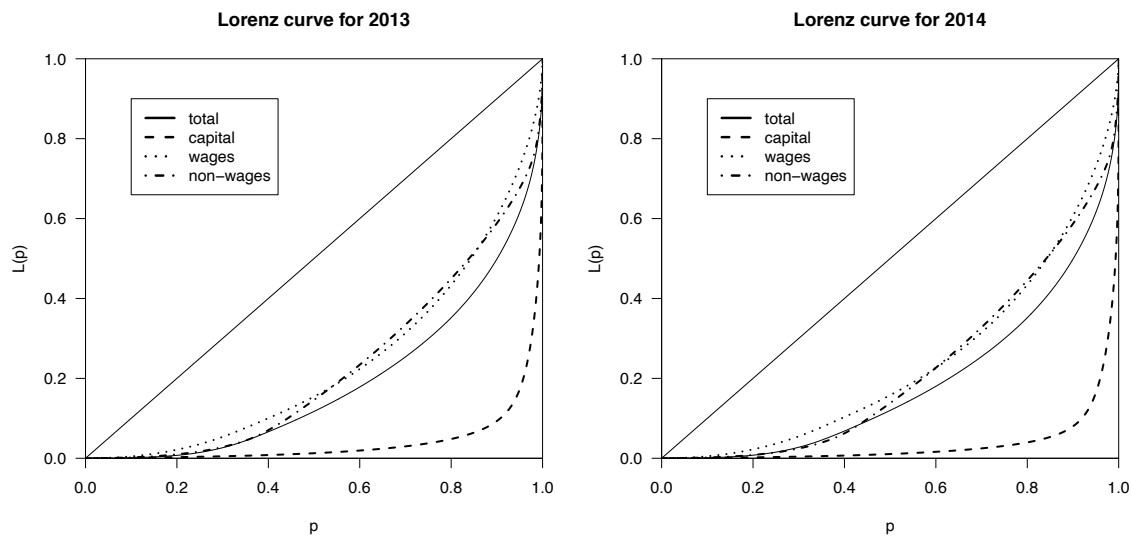 Lorenz curve for 2013
1.0
0.8
0.6
0.4
0.2
0.0
L(p)
total
capital
wages
non−wages
0.0 0.2 0.4 0.6 0.8 1.0
p
Lorenz curve for 2014
1.0
0.8
0.6
0.4
0.2
0.0
L(p)
total
capital
wages
non−wages
0.0 0.2 0.4 0.6 0.8 1.0
p